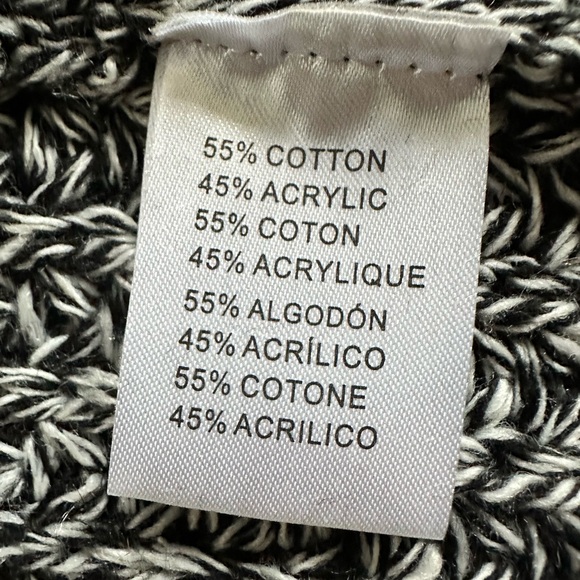 55% COTTON
45% ACRYLIC
55% COTON
45% ACRYLIQUE
55% ALGODÓN
45% ACRÍLICO
55% COTONE
45% ACRILICO